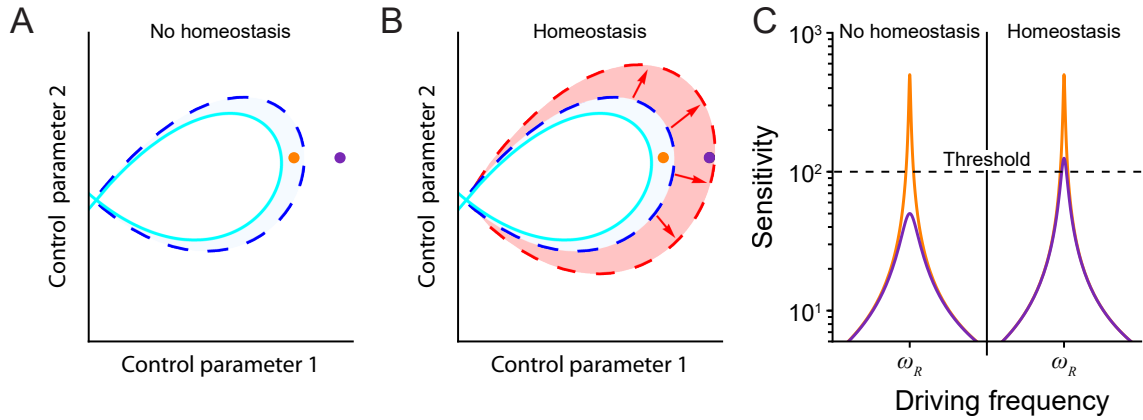 A
No homeostasis
Control parameter 2
Control parameter 1
B
Homeostasis
Control parameter 2
Control parameter 1
C
No homeostasis
Homeostasis
10³
10²
10¹
Sensitivity
Threshold
ω_R
ω_R
Driving frequency